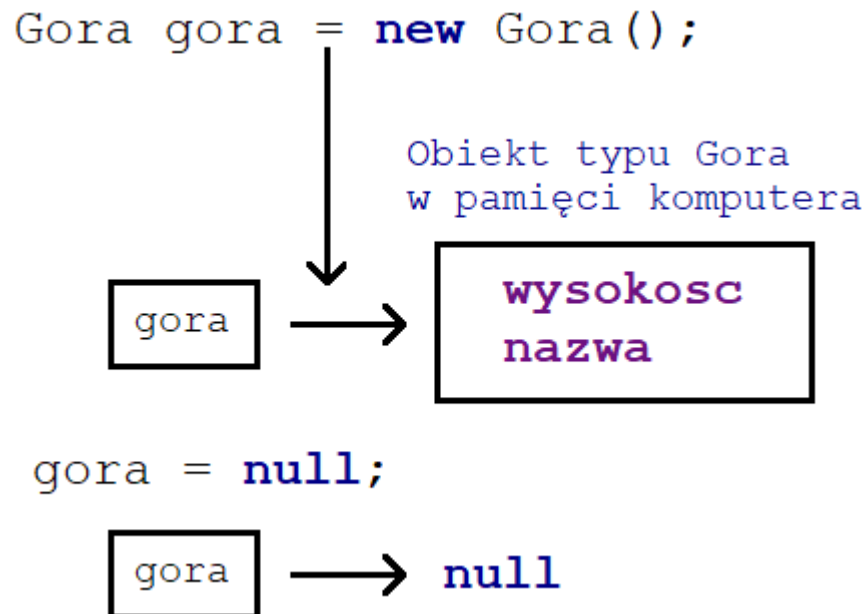 Gora gora = new Gora();
Obiekt typu Gora
w pamięci komputera
gora
wysokosc
nazwa
gora = null;
gora
null